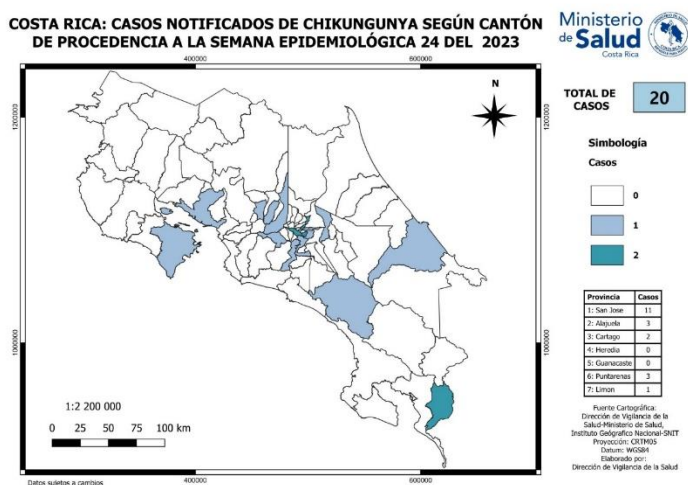 COSTA RICA: CASOS NOTIFICADOS DE CHIKUNGUNYA SEGÚN CANTÓN
DE PROCEDENCIA A LA SEMANA EPIDEMIOLÓGICA 24 DEL 2023
Ministerio
de Salud
Costa Rica
400000 600000
N
1200000 1200000
1000000 1000000
TOTAL DE
CASOS
20
Simbología
Casos
0
1
2
Provincia Casos
1: San Jose 11
2: Alajuela 3
3: Cartago 2
4: Heredia 0
5: Guanacaste 0
6: Puntarenas 3
7: Limon 1
1:2 200 000
0 25 50 75 100 km
400000 600000
Fuente Cartográfica:
Dirección de Vigilancia de la
Salud-Ministerio de Salud,
Instituto Geógrafico Nacional-SNIT
Proyección: CRTM05
Datum: WGS84
Elaborado por:
Dirección de Vigilancia de la Salud
Datos sujetos a cambios